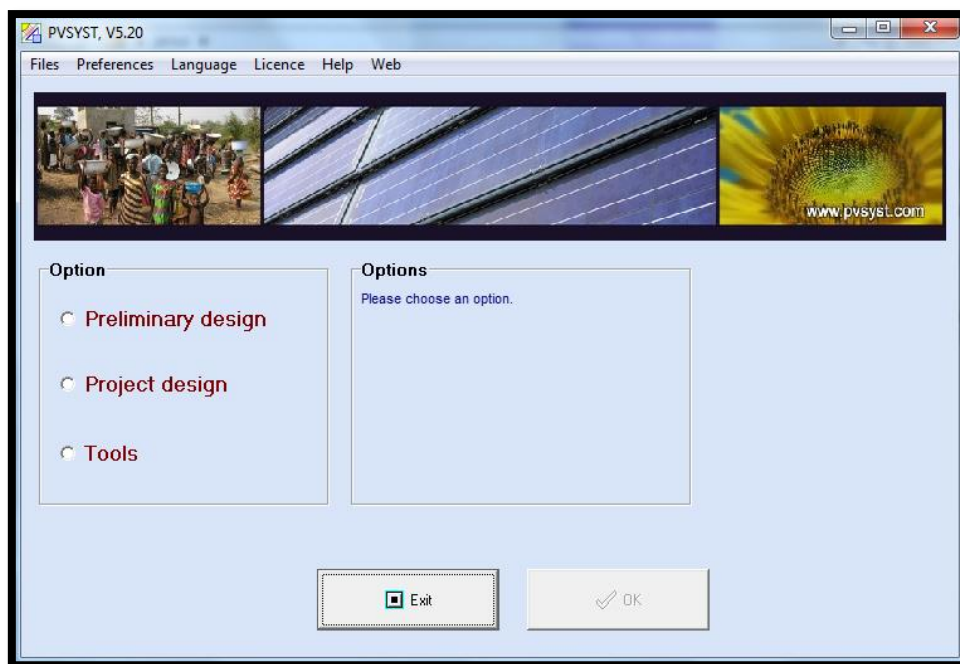 PVSYST, V5.20
Files Preferences Language Licence Help Web
www.pvsyst.com
Option
Preliminary design
Project design
Tools
Options
Please choose an option.
Exit
OK